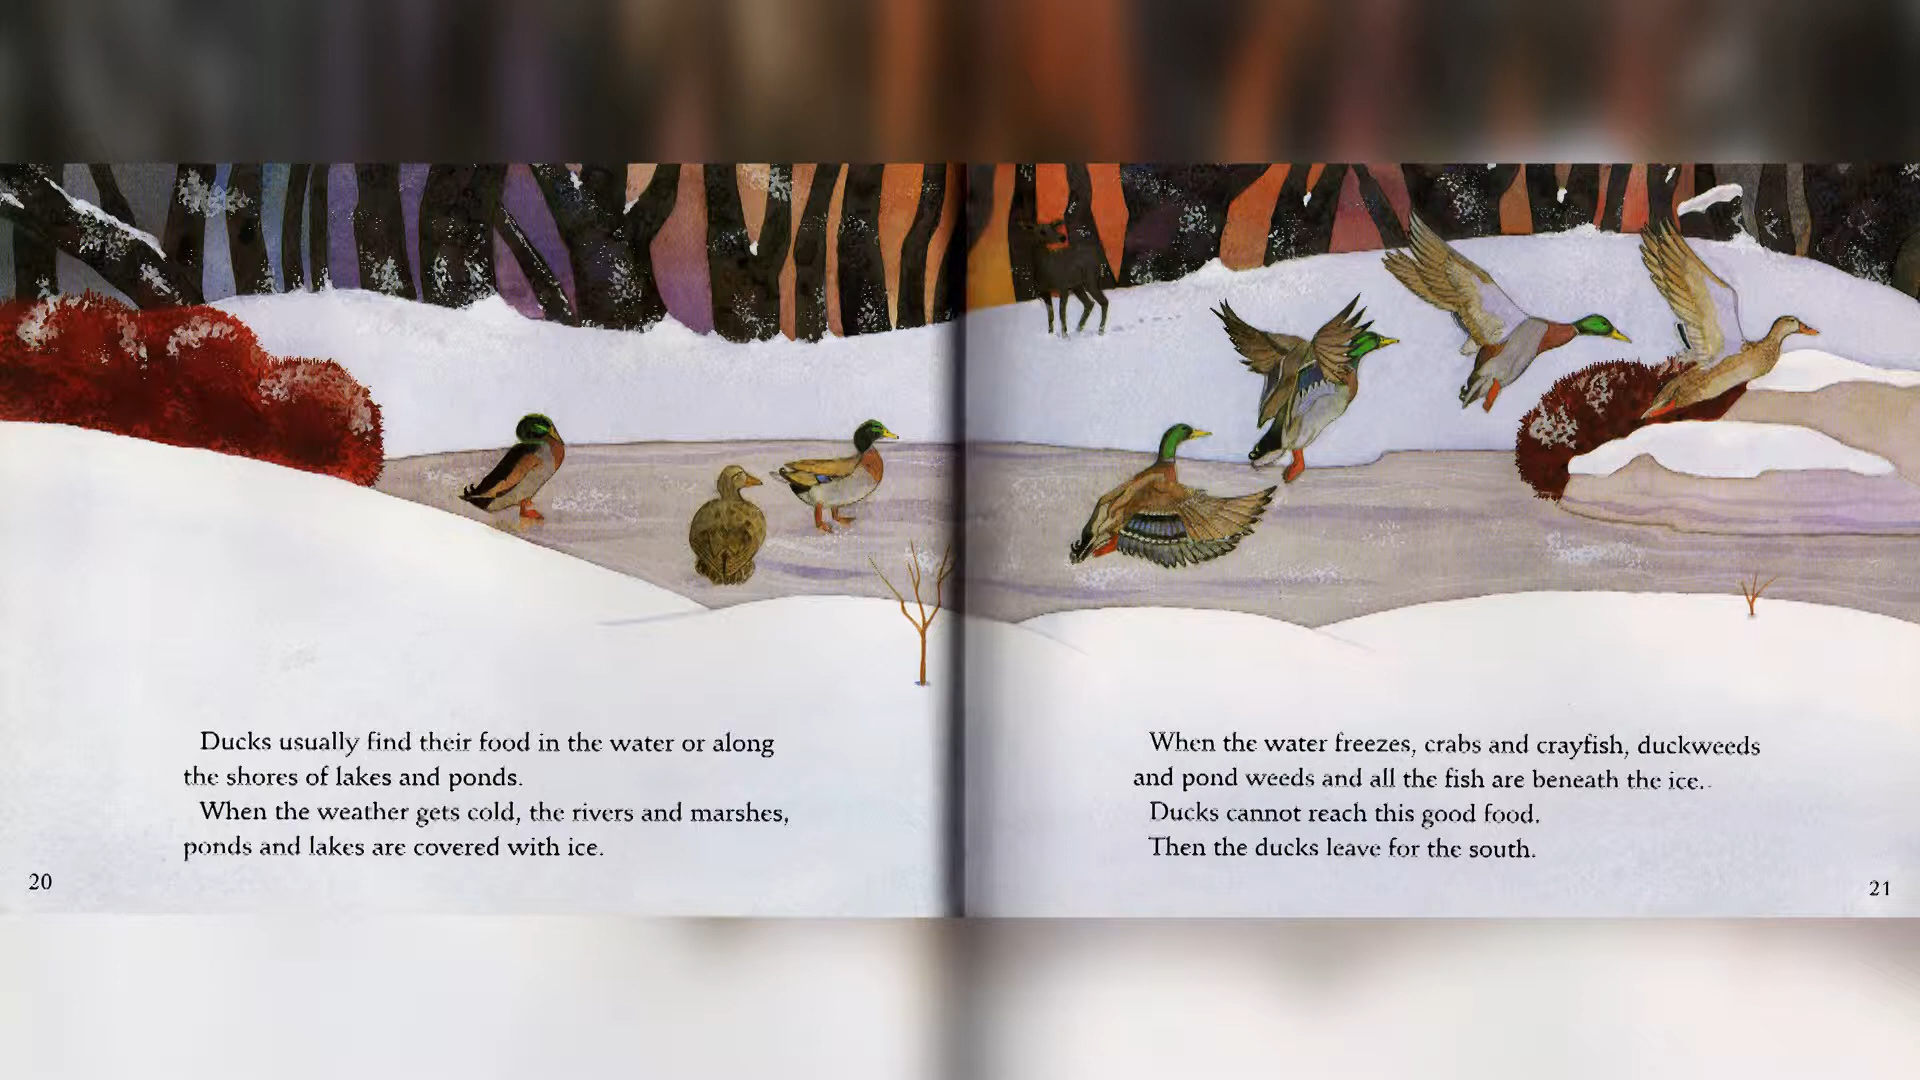 Ducks usually find their food in the water or along
the shores of lakes and ponds.
When the weather gets cold, the rivers and marshes,
ponds and lakes are covered with ice.
20
When the water freezes, crabs and crayfish, duckweeds
and pond weeds and all the fish are beneath the ice.
Ducks cannot reach this good food.
Then the ducks leave for the south.
21